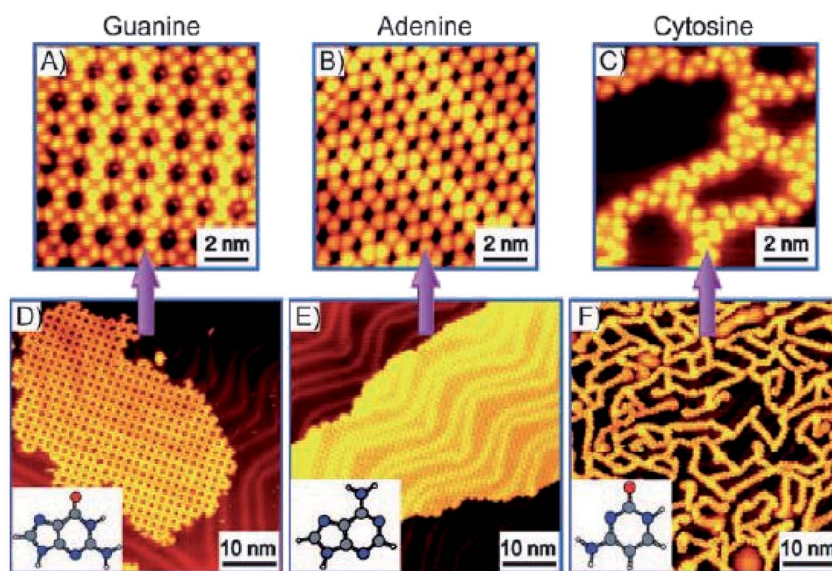 Guanine Adenine Cytosine
A) B) C)
2 nm 2 nm 2 nm
D) E) F)
10 nm 10 nm 10 nm